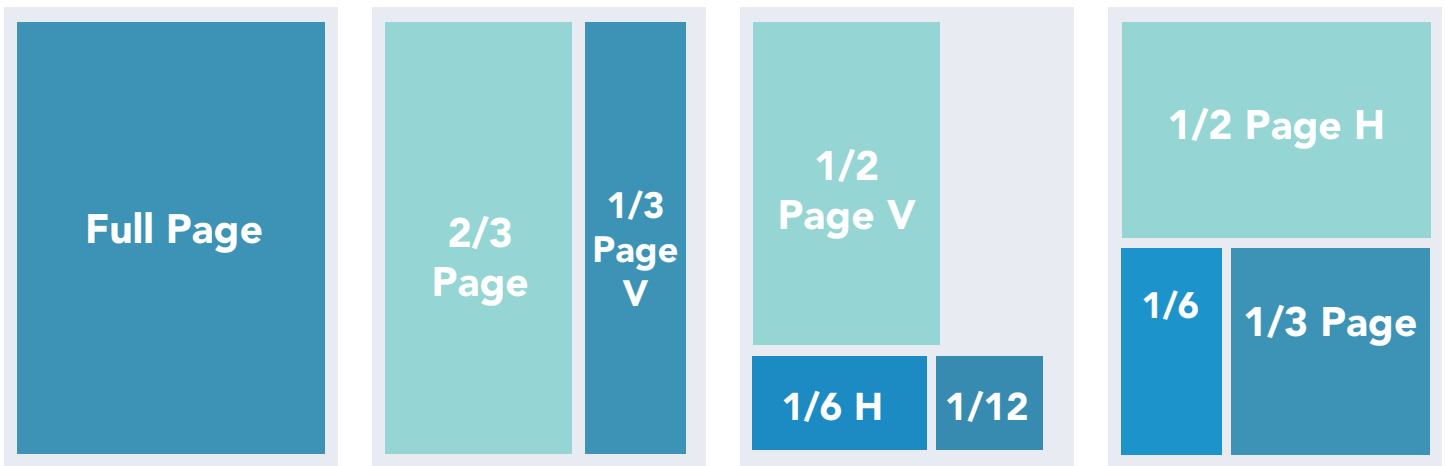 Full Page
2/3
Page
1/3
Page
V
1/2
Page V
1/6 H
1/12
1/2 Page H
1/6
1/3 Page